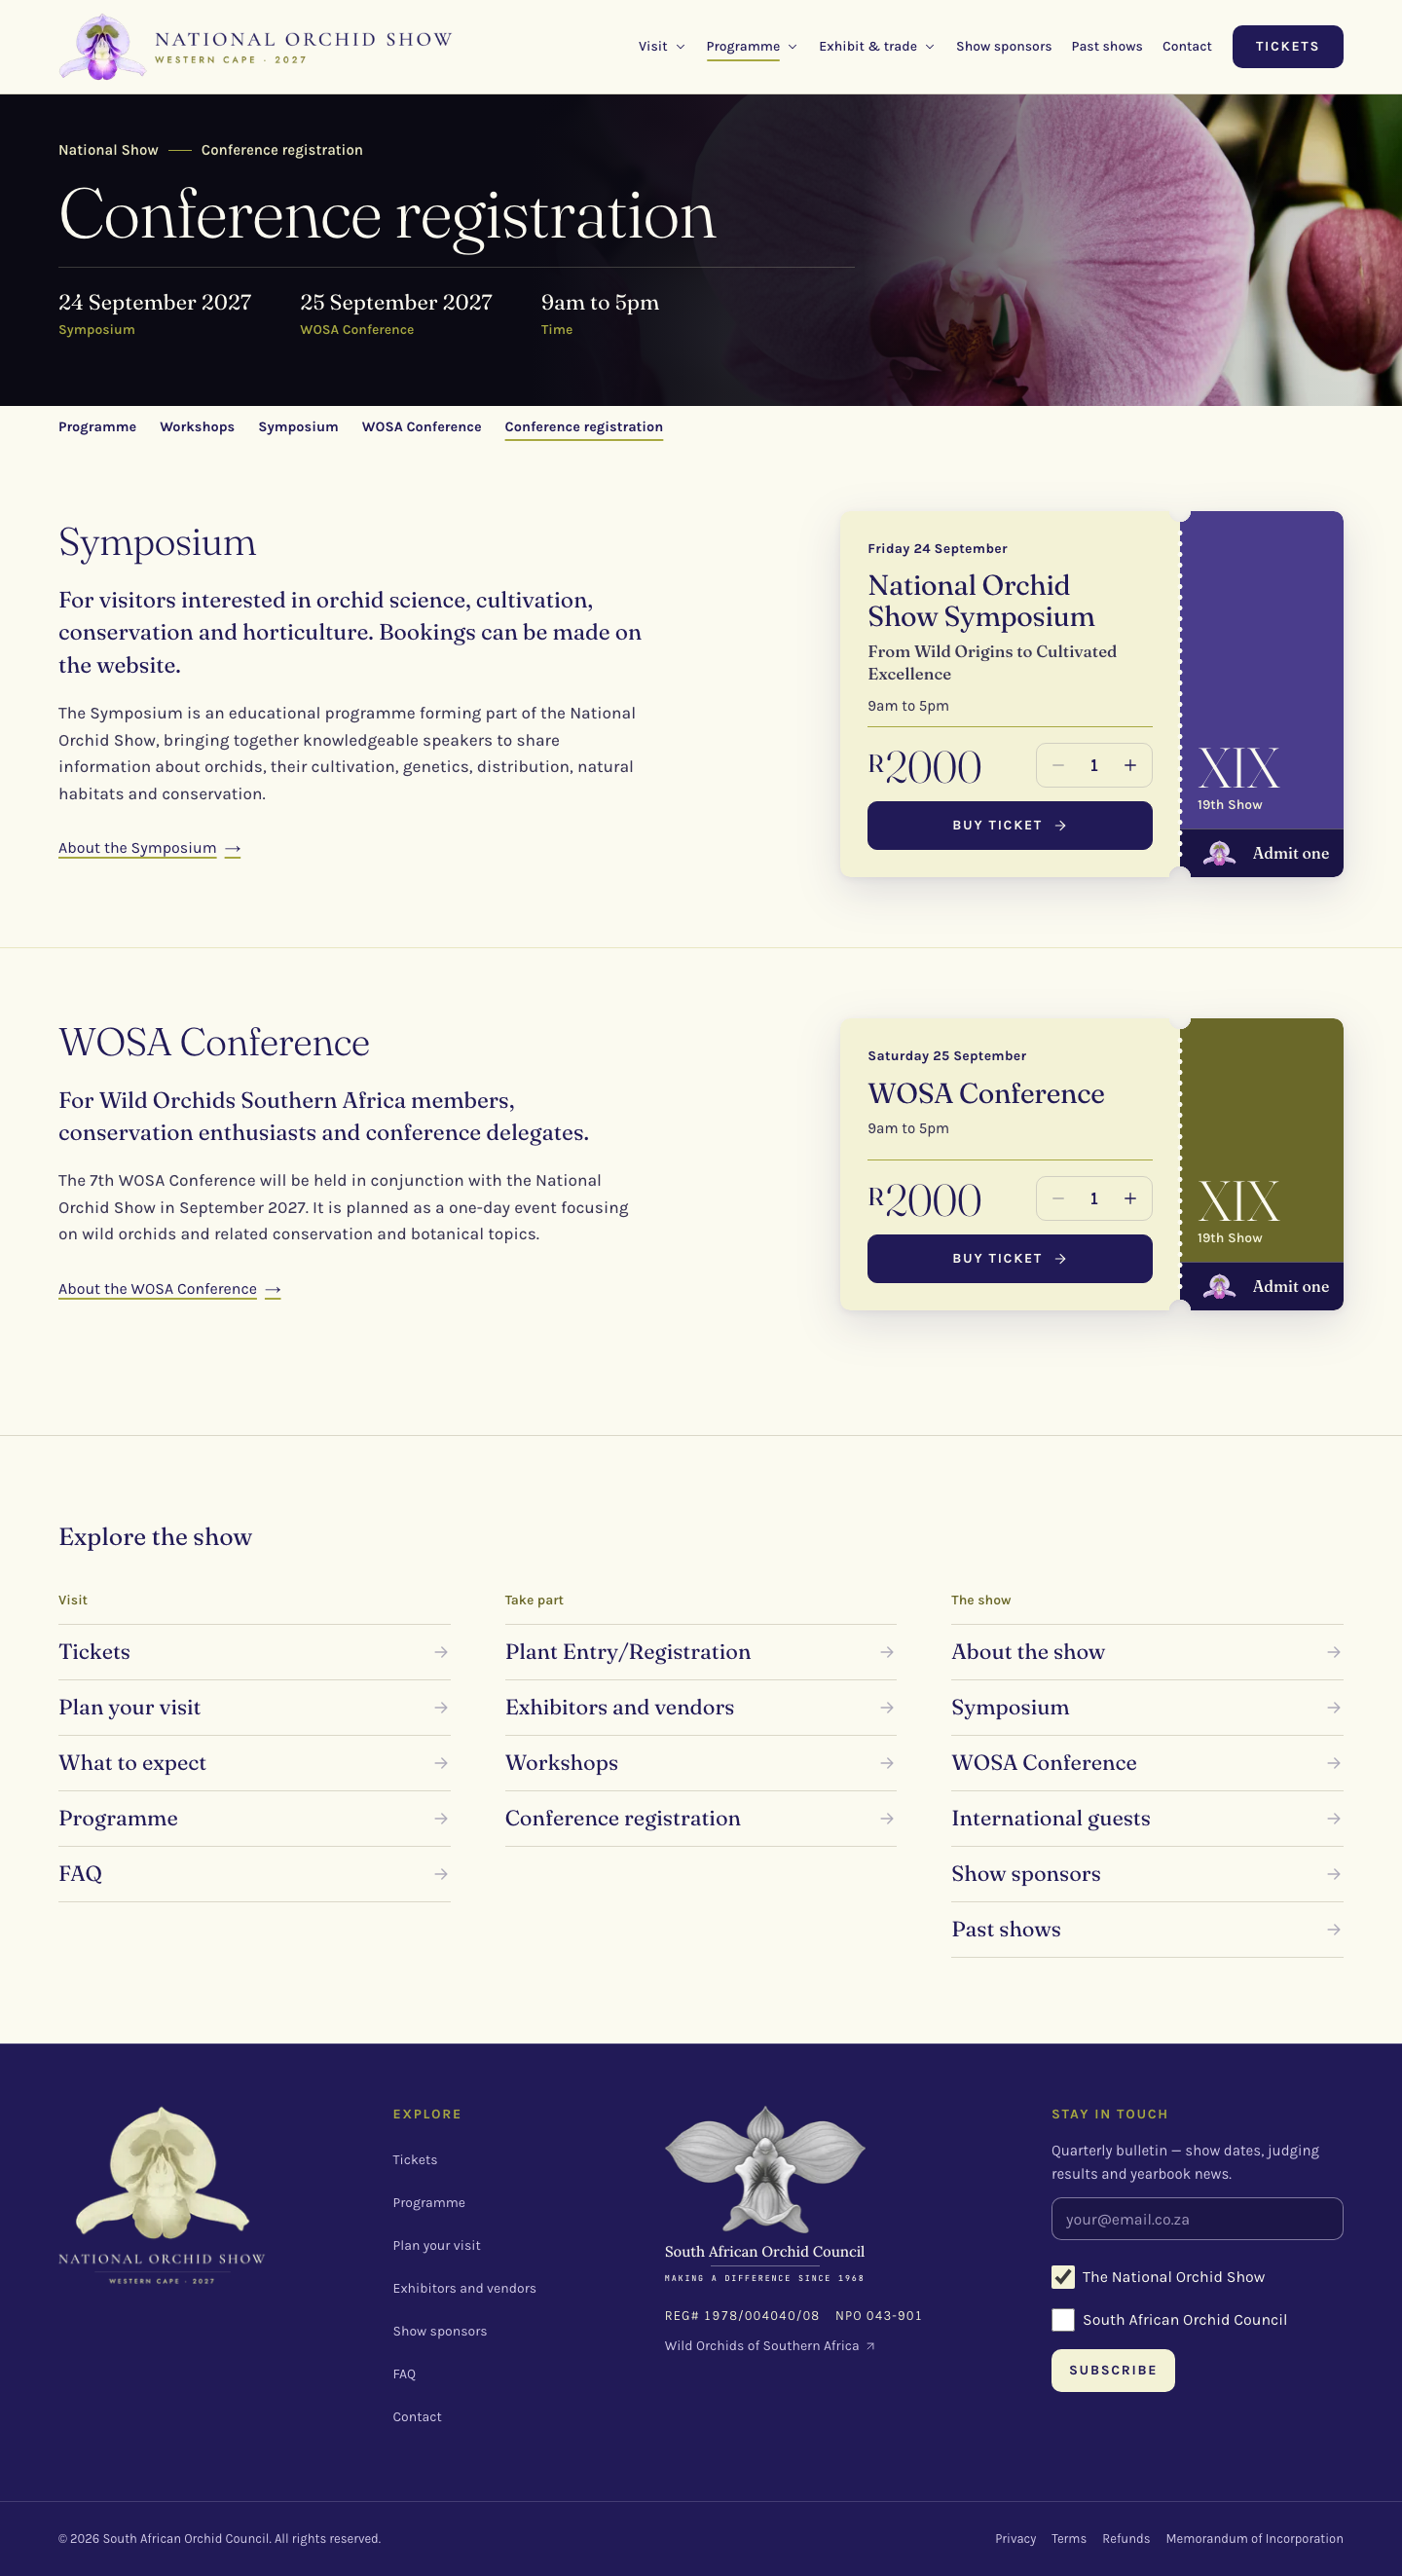 NATIONAL ORCHID SHOW
WESTERN CAPE · 2027
Visit
Programme
Exhibit & trade
Show sponsors
Past shows
Contact
TICKETS
National Show
Conference registration
Conference registration
24 September 2027
Symposium
25 September 2027
WOSA Conference
9am to 5pm
Time
Programme
Workshops
Symposium
WOSA Conference
Conference registration
Symposium
For visitors interested in orchid science, cultivation,
conservation and horticulture. Bookings can be made on
the website.
The Symposium is an educational programme forming part of the National
Orchid Show, bringing together knowledgeable speakers to share
information about orchids, their cultivation, genetics, distribution, natural
habitats and conservation.
About the Symposium →
Friday 24 September
National Orchid
Show Symposium
From Wild Origins to Cultivated
Excellence
9am to 5pm
R2000
− 1 +
BUY TICKET →
XIX
19th Show
Admit one
WOSA Conference
For Wild Orchids Southern Africa members,
conservation enthusiasts and conference delegates.
The 7th WOSA Conference will be held in conjunction with the National
Orchid Show in September 2027. It is planned as a one-day event focusing
on wild orchids and related conservation and botanical topics.
About the WOSA Conference →
Saturday 25 September
WOSA Conference
9am to 5pm
R2000
− 1 +
BUY TICKET →
XIX
19th Show
Admit one
Explore the show
Visit
Tickets →
Plan your visit →
What to expect →
Programme →
FAQ →
Take part
Plant Entry/Registration →
Exhibitors and vendors →
Workshops →
Conference registration →
The show
About the show →
Symposium →
WOSA Conference →
International guests →
Show sponsors →
Past shows →
NATIONAL ORCHID SHOW
WESTERN CAPE · 2027
EXPLORE
Tickets
Programme
Plan your visit
Exhibitors and vendors
Show sponsors
FAQ
Contact
South African Orchid Council
MAKING A DIFFERENCE SINCE 1968
REG# 1978/004040/08 NPO 043-901
Wild Orchids of Southern Africa ↗
STAY IN TOUCH
Quarterly bulletin — show dates, judging
results and yearbook news.
your@email.co.za
The National Orchid Show
South African Orchid Council
SUBSCRIBE
© 2026 South African Orchid Council. All rights reserved.
Privacy
Terms
Refunds
Memorandum of Incorporation